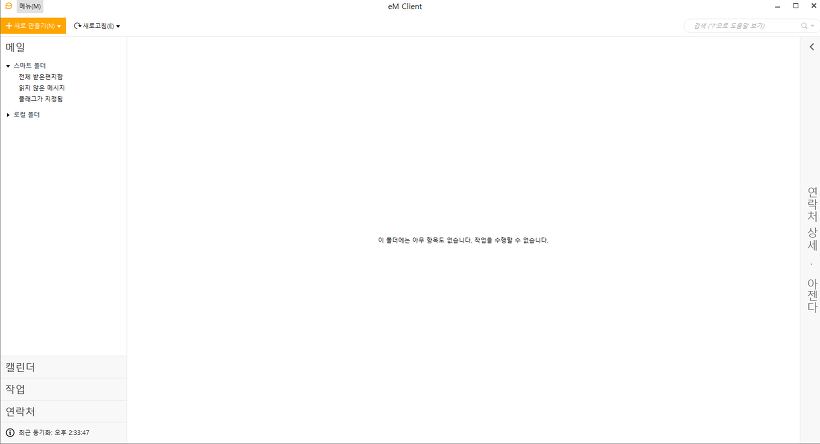 메뉴(M)
eM Client
새로 만들기(N)
새로고침(E)
검색 ('?'으로 도움말 보기)
메일
스마트 폴더
전체 받은편지함
읽지 않은 메시지
플래그가 지정됨
로컬 폴더
이 폴더에는 아무 항목도 없습니다. 작업을 수행할 수 없습니다.
연락처 상세 · 아젠다
캘린더
작업
연락처
최근 동기화: 오후 2:33:47